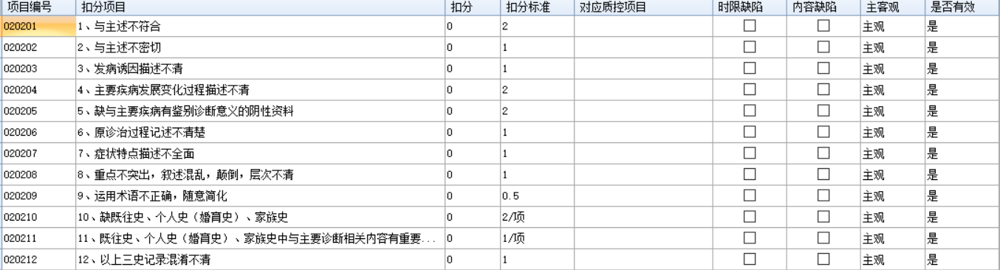 项目编号 扣分项目 扣分 扣分标准 对应质控项目 时限缺陷 内容缺陷 主客观 是否有效
020201 1、与主述不符合 0 2 主观 是
020202 2、与主述不密切 0 1 主观 是
020203 3、发病诱因描述不清 0 1 主观 是
020204 4、主要疾病发展变化过程描述不清 0 2 主观 是
020205 5、缺与主要疾病有鉴别诊断意义的阴性资料 0 2 主观 是
020206 6、原诊治过程记述不清楚 0 1 主观 是
020207 7、症状特点描述不全面 0 1 主观 是
020208 8、重点不突出，叙述混乱，颠倒，层次不清 0 1 主观 是
020209 9、运用术语不正确，随意简化 0 0.5 主观 是
020210 10、缺既往史、个人史（婚育史）、家族史 0 2/项 主观 是
020211 11、既往史、个人史（婚育史）、家族史中与主要诊断相关内容有重要... 0 1/项 主观 是
020212 12、以上三史记录混淆不清 0 1 主观 是